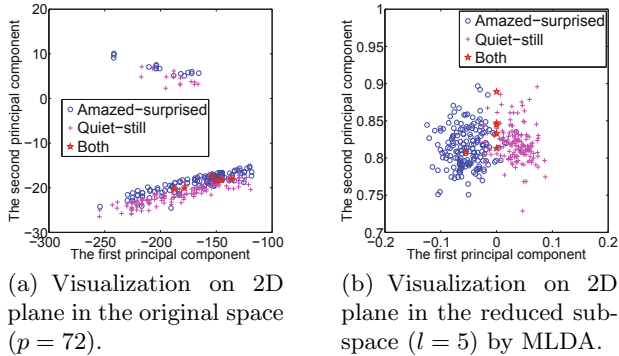 20
10
0
−10
−20
−30
−300
−250
−200
−150
−100
The first principal component
The second principal component
Amazed−surprised
Quiet−still
Both
1
0.95
0.9
0.85
0.8
0.75
0.7
−0.2
−0.1
0
0.1
0.2
The first principal component
The second principal component
Amazed−surprised
Quiet−still
Both
(a) Visualization on 2D
plane in the original space
(p = 72).
(b) Visualization on 2D
plane in the reduced sub-
space (l = 5) by MLDA.